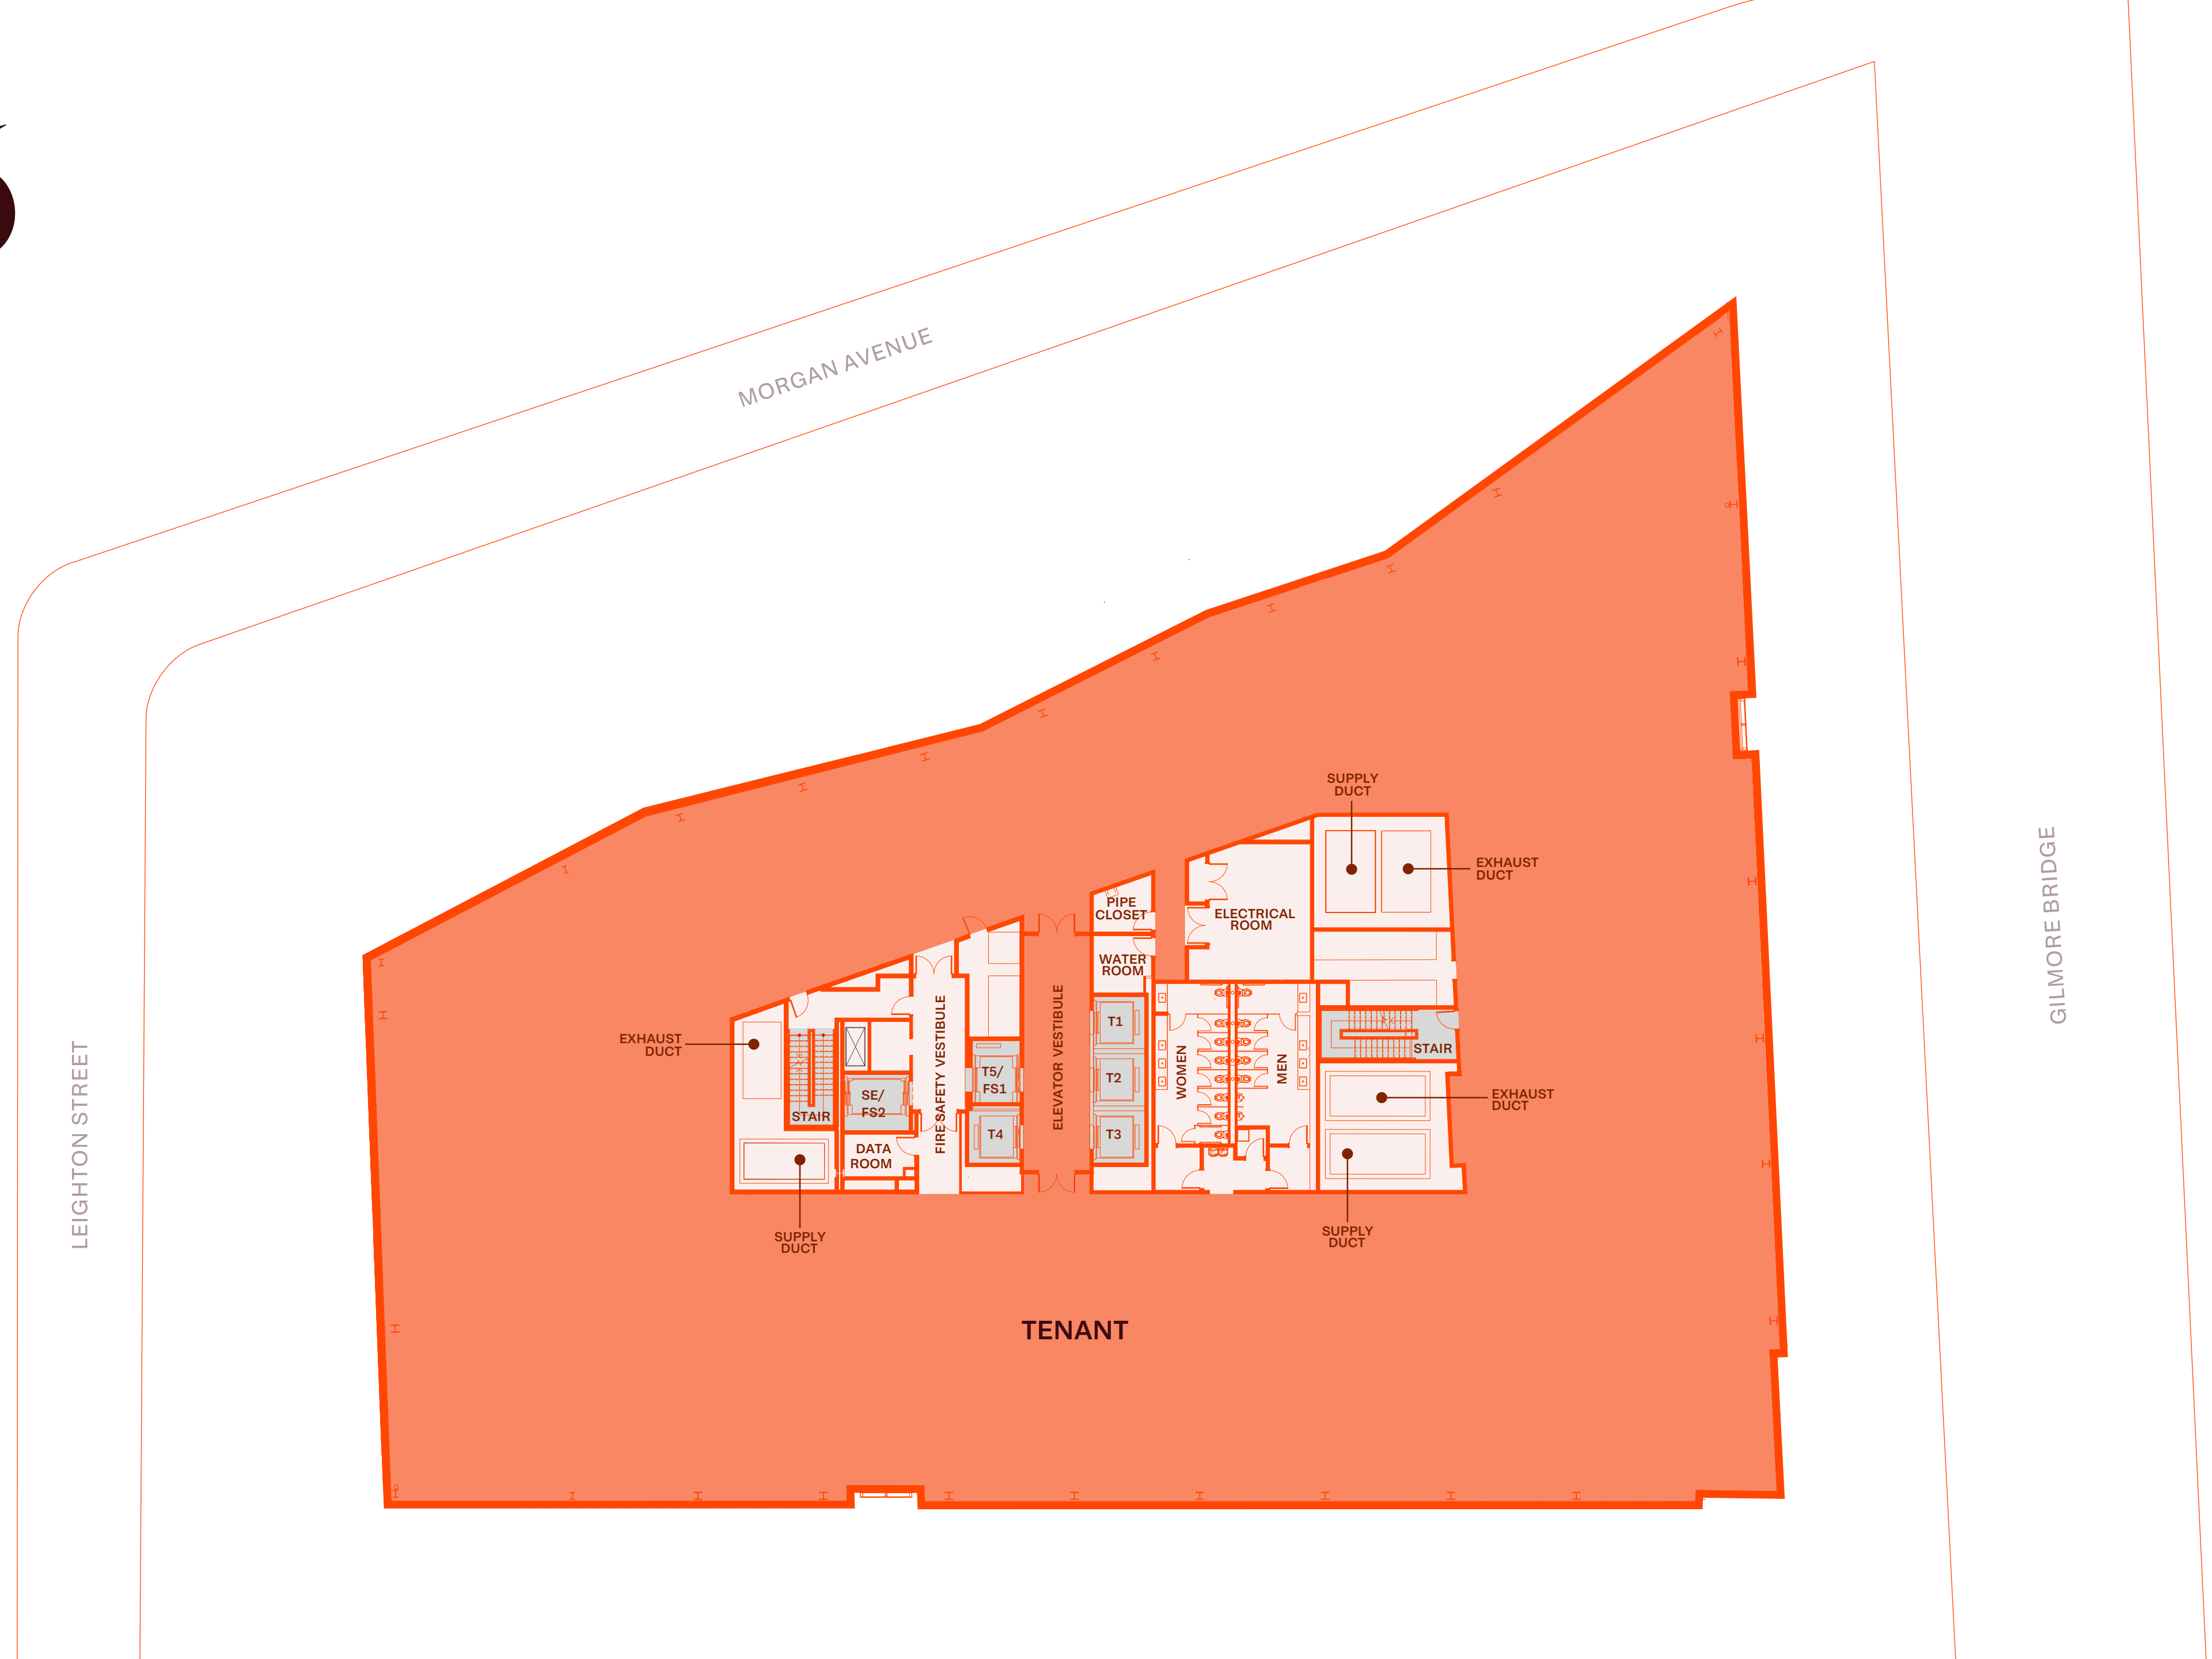 MORGAN AVENUE
LEIGHTON STREET
GILMORE BRIDGE
SUPPLY
DUCT
EXHAUST
DUCT
PIPE
CLOSET
ELECTRICAL
ROOM
WATER
ROOM
EXHAUST
DUCT
STAIR
SE/
FS2
DATA
ROOM
FIRE SAFETY VESTIBULE
T5/
FS1
T4
ELEVATOR VESTIBULE
T1
T2
T3
WOMEN
MEN
STAIR
EXHAUST
DUCT
SUPPLY
DUCT
SUPPLY
DUCT
TENANT